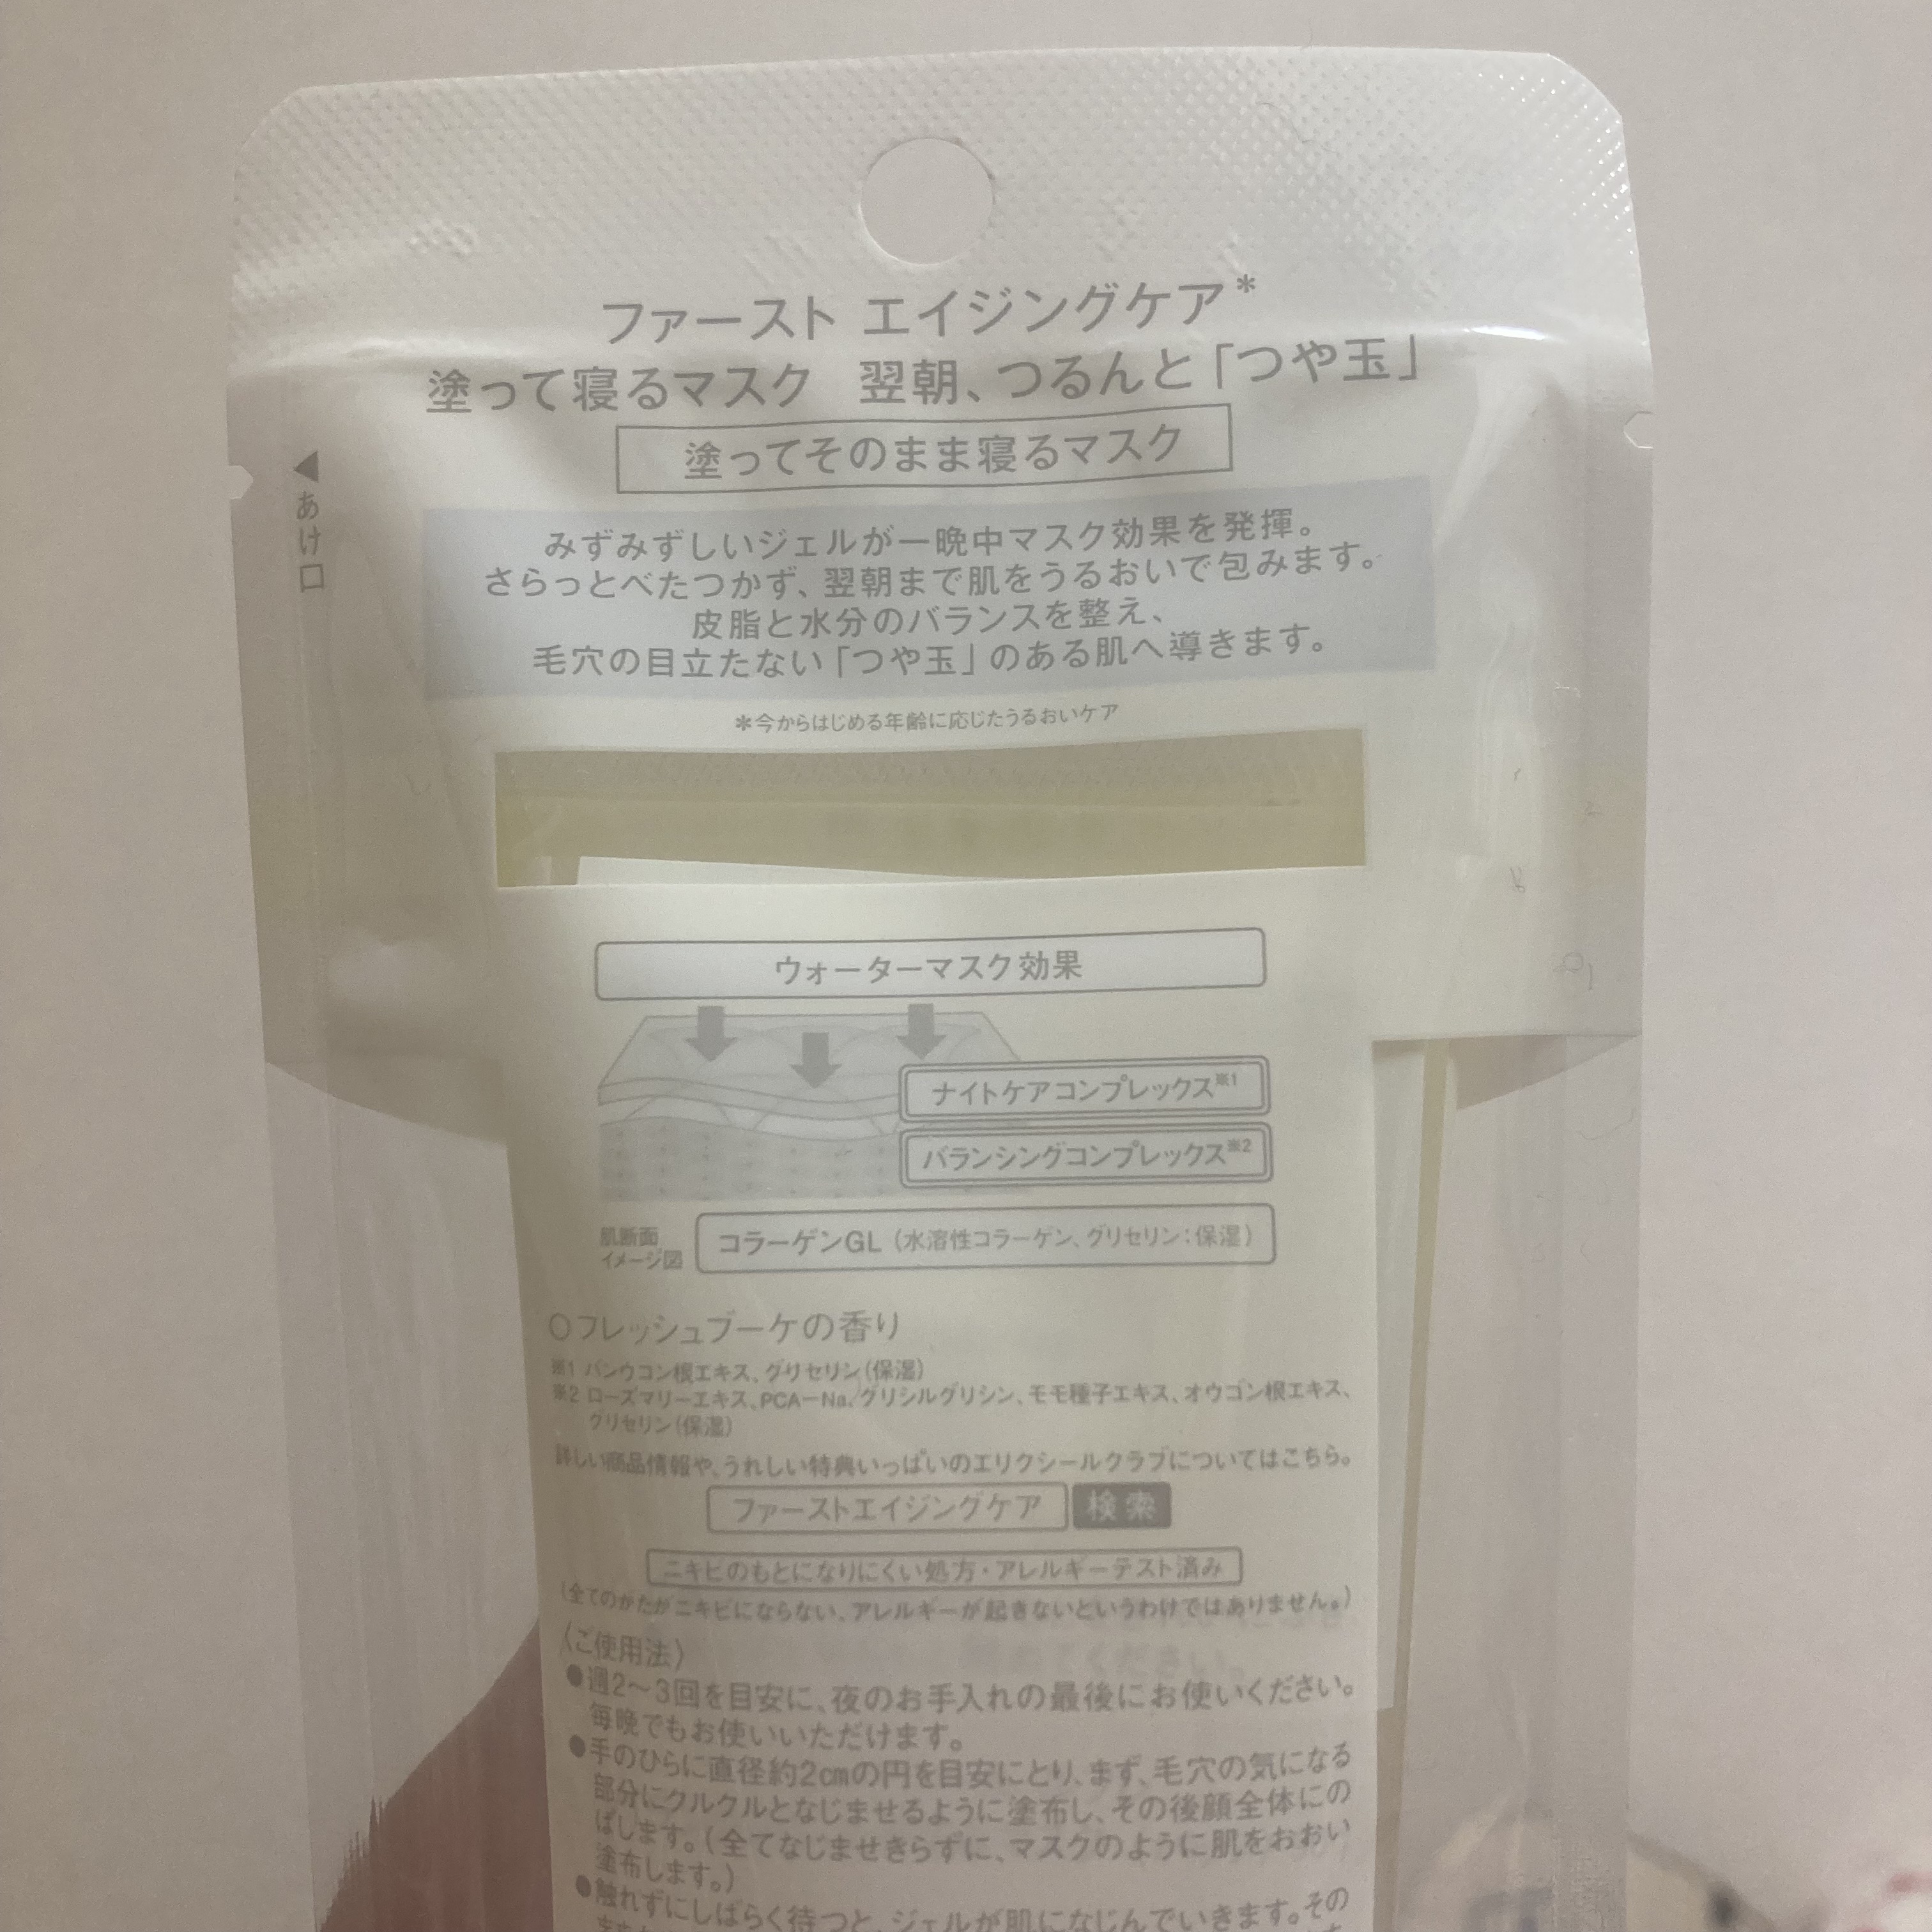 ファースト エイジングケア*
塗って寝るマスク 翌朝、つるんと「つや玉」
塗ってそのまま寝るマスク
◀あけ口
みずみずしいジェルが一晩中マスク効果を発揮。
さらっとべたつかず、翌朝まで肌をうるおいで包みます。
皮脂と水分のバランスを整え、
毛穴の目立たない「つや玉」のある肌へ導きます。
*今からはじめる年齢に応じたうるおいケア
ウォーターマスク効果
ナイトケアコンプレックス※1
バランシングコンプレックス※2
肌断面
イメージ図
コラーゲンGL(水溶性コラーゲン、グリセリン:保湿)
○フレッシュブーケの香り
※1 バンウコン根エキス、グリセリン(保湿)
※2 ローズマリーエキス、PCA-Na、グリシルグリシン、モモ種子エキス、オウゴン根エキス、
グリセリン(保湿)
詳しい商品情報や、うれしい特典いっぱいのエリクシールクラブについてはこちら。
ファーストエイジングケア 検索
ニキビのもとになりにくい処方・アレルギーテスト済み
(全てのかたがニキビにならない、アレルギーが起きないというわけではありません。)
〈ご使用法〉
●週2~3回を目安に、夜のお手入れの最後にお使いください。
毎晩でもお使いいただけます。
●手のひらに直径約2cmの円を目安にとり、まず、毛穴の気になる
部分にクルクルとなじませるように塗布し、その後顔全体にの
ばします。(全てなじませきらずに、マスクのように肌をおおい
塗布します。)
●触れずにしばらく待つと、ジェルが肌になじんでいきます。その